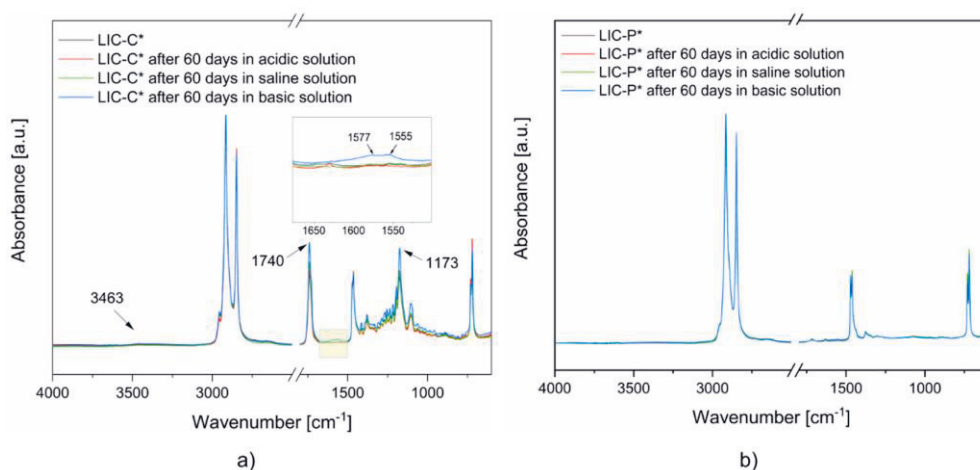 LIC-C*
LIC-C* after 60 days in acidic solution
LIC-C* after 60 days in saline solution
LIC-C* after 60 days in basic solution
1577
1555
1650
1600
1550
1740
1173
3463
Absorbance [a.u.]
4000
3500
3000
2500
1500
1000
Wavenumber [cm⁻¹]
a)
LIC-P*
LIC-P* after 60 days in acidic solution
LIC-P* after 60 days in saline solution
LIC-P* after 60 days in basic solution
Absorbance [a.u.]
4000
3500
3000
2500
1500
1000
Wavenumber [cm⁻¹]
b)